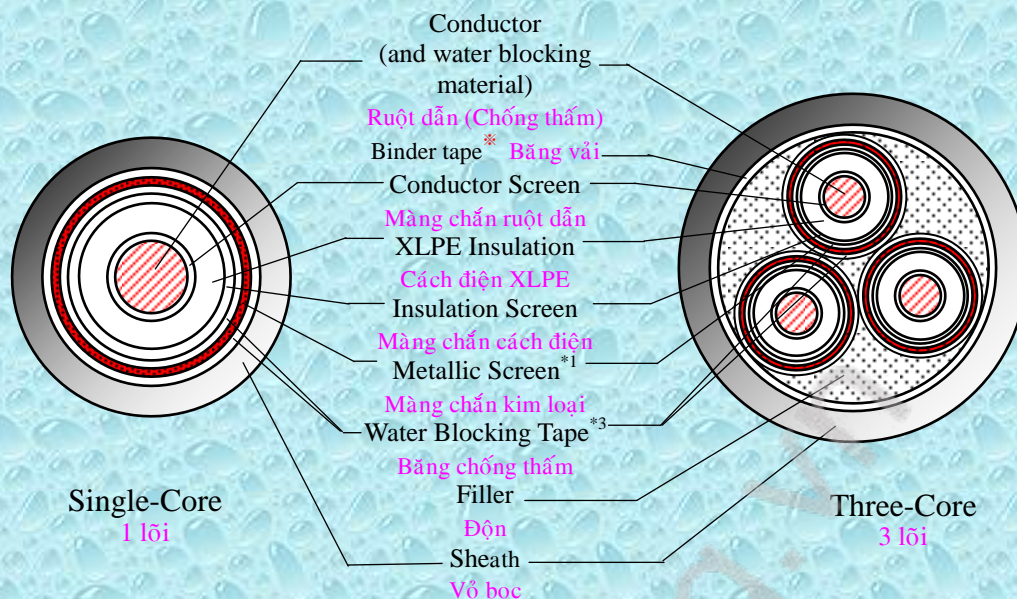 Conductor
(and water blocking
material)
Ruột dẫn (Chống thấm)
Binder tape※ Băng vải
Conductor Screen
Màng chắn ruột dẫn
XLPE Insulation
Cách điện XLPE
Insulation Screen
Màng chắn cách điện
Metallic Screen*1
Màng chắn kim loại
Water Blocking Tape*3
Băng chống thấm
Filler
Độn
Sheath
Vỏ bọc
Single-Core
1 lõi
Three-Core
3 lõi